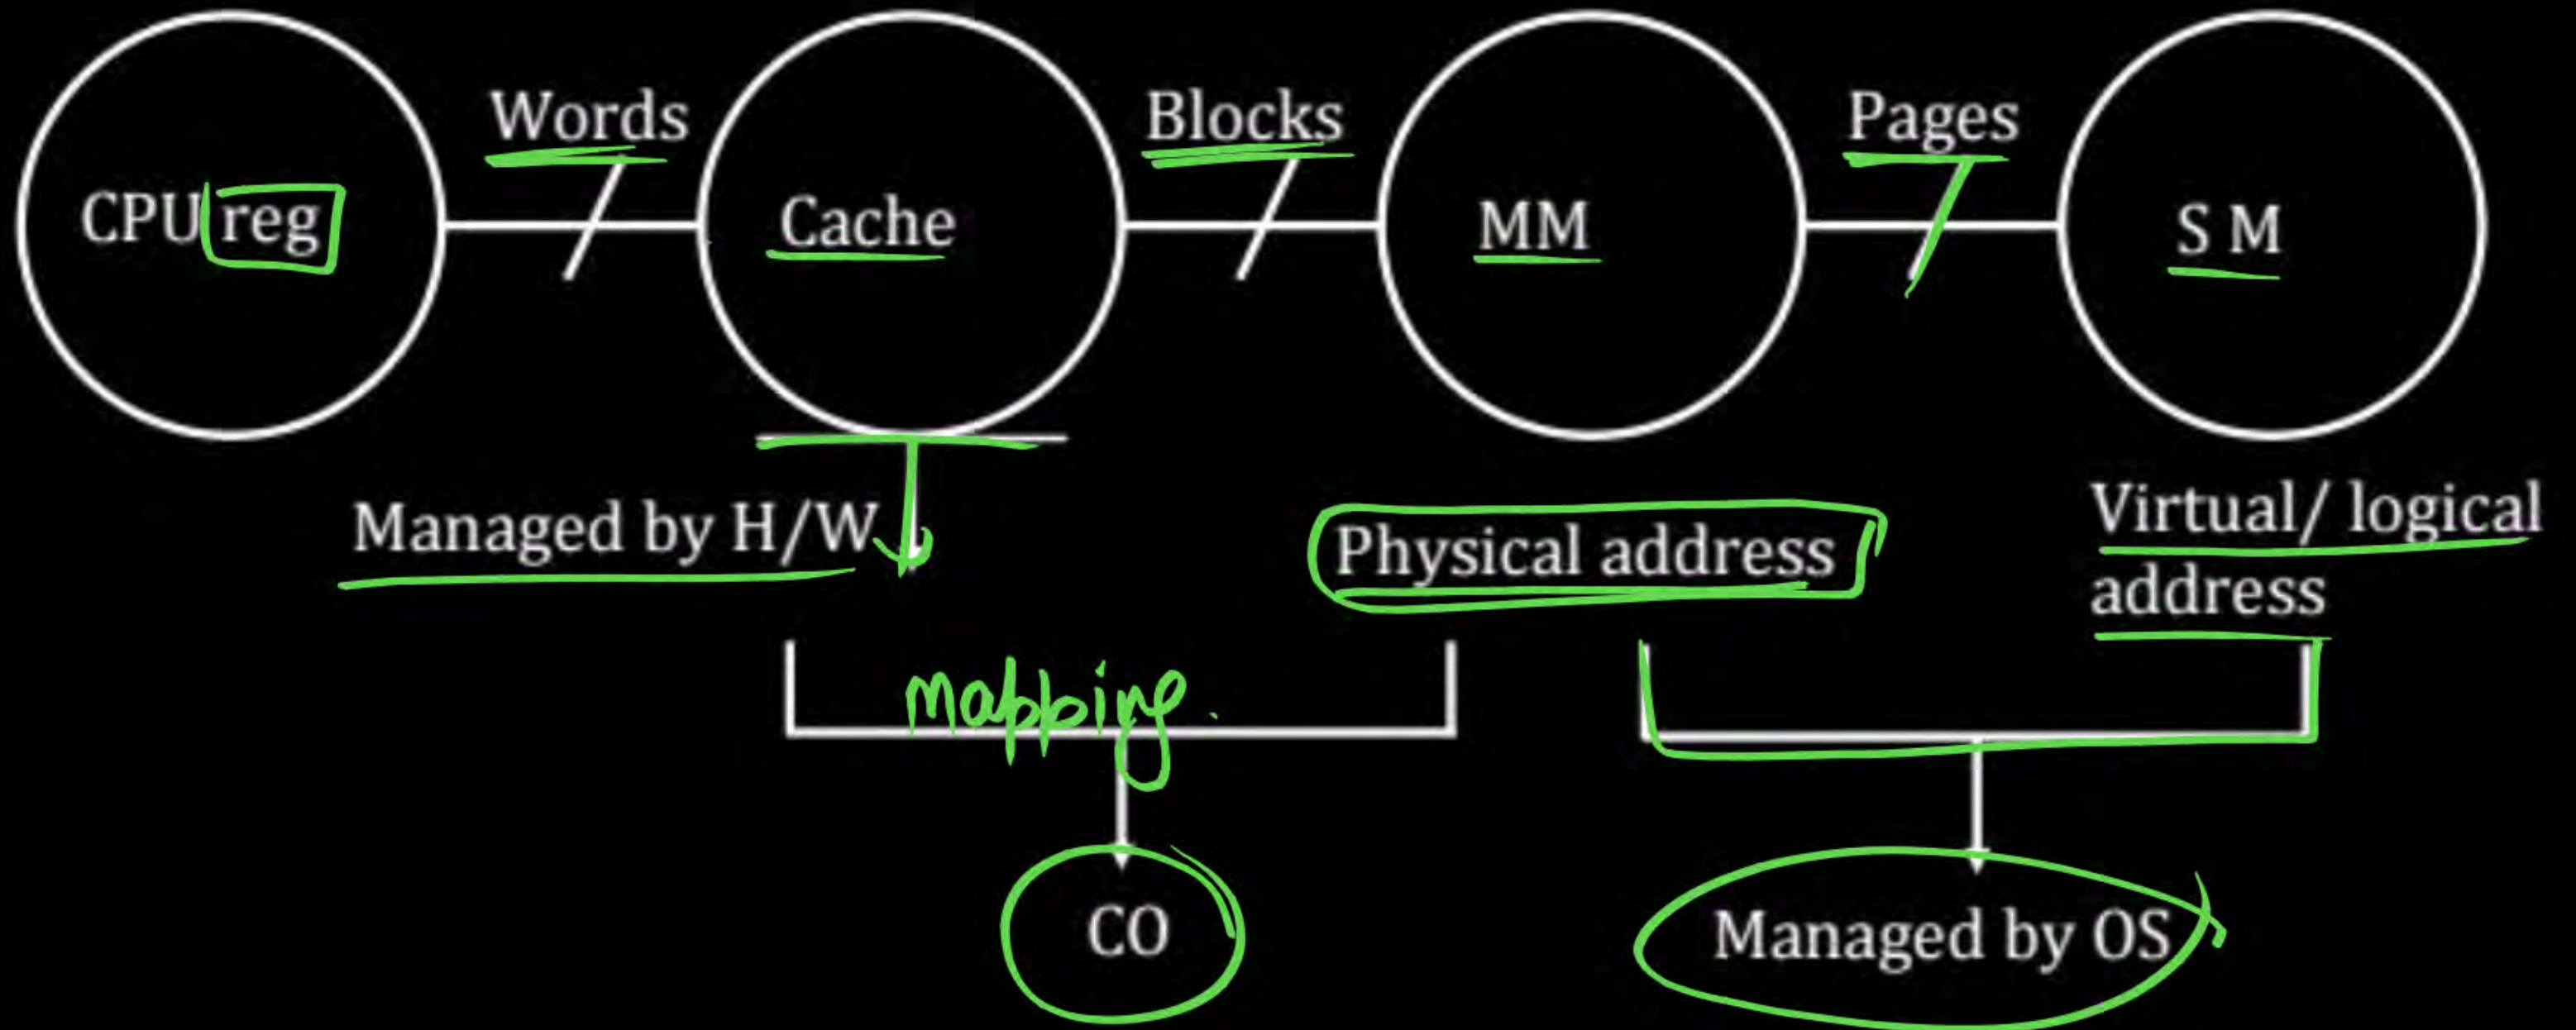 Words
Blocks
Pages
CPU reg
Cache
MM
S M
Managed by H/W
Physical address
Virtual/ logical
address
mapping.
CO
Managed by OS